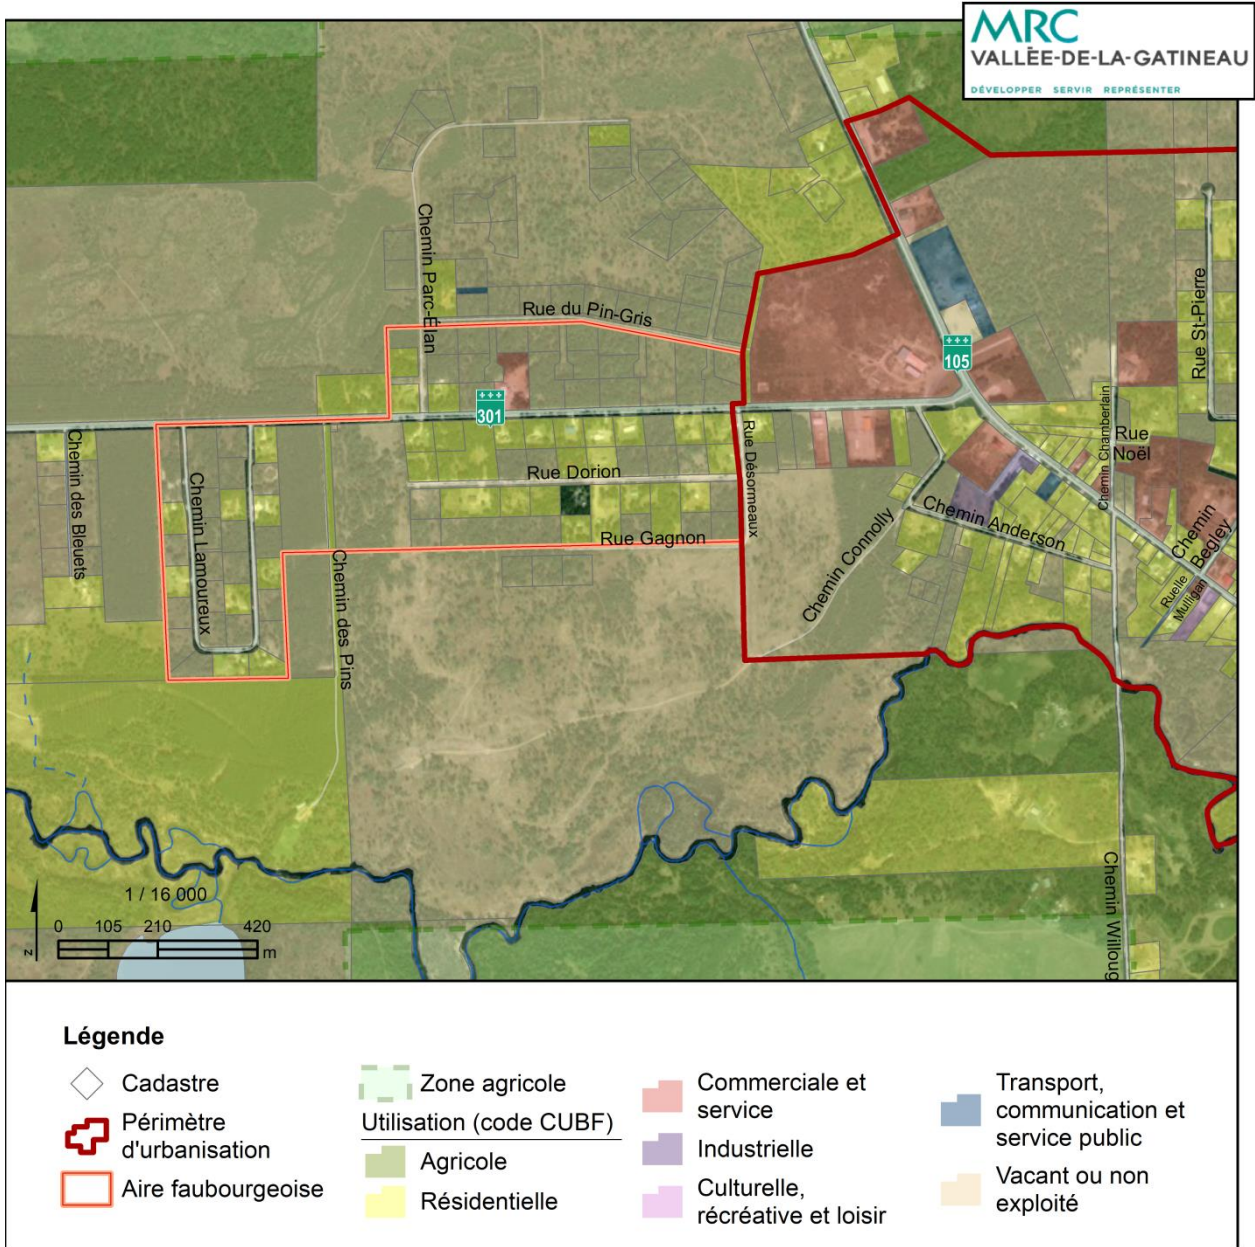 MRC
VALLÉE-DE-LA-GATINEAU
DÉVELOPPER SERVIR REPRÉSENTER
Chemin Parc-Élan
Rue du Pin-Gris
Rue St-Pierre
105
301
Chemin Chamberlain
Rue
Noël
Chemin des Bleuets
Chemin Lamoureux
Rue Dorion
Rue Désormeaux
Chemin Connolly
Chemin Anderson
Chemin
Begley
Ruelle
Mulligan
Rue Gagnon
Chemin des Pins
Chemin Willoug
1 / 16 000
0 105 210 420
m
z
Légende
Cadastre
Périmètre
d'urbanisation
Aire faubourgeoise
Zone agricole
Utilisation (code CUBF)
Agricole
Résidentielle
Commerciale et
service
Industrielle
Culturelle,
récréative et loisir
Transport,
communication et
service public
Vacant ou non
exploité